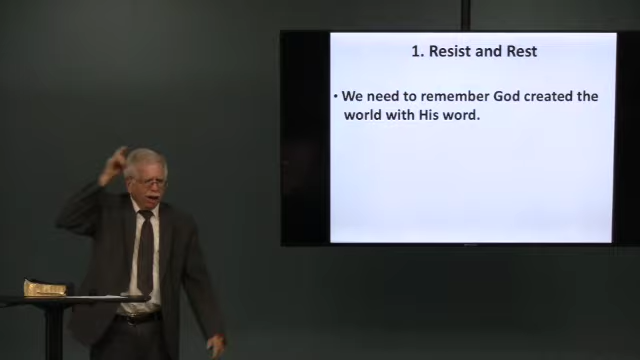 1. Resist and Rest
• We need to remember God created the
world with His word.